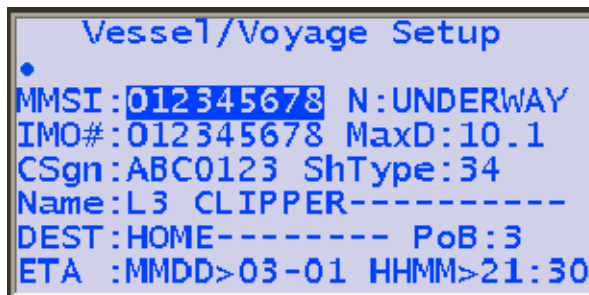 Vessel/Voyage Setup
MMSI:012345678 N:UNDERWAY
IMO#:012345678 MaxD:10.1
CSgn:ABC0123 ShType:34
Name:L3 CLIPPER----------
DEST:HOME-------- PoB:3
ETA :MMDD>03-01 HHMM>21:30